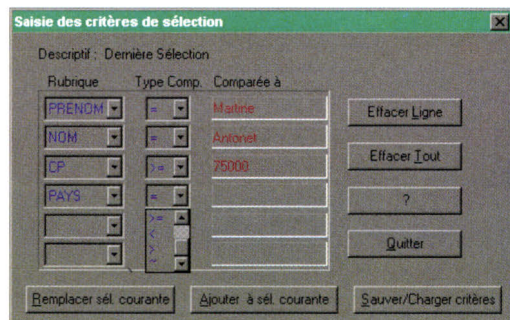 Saisie des critères de sélection
Descriptif : Dernière Sélection
Rubrique Type Comp. Comparée à
PRENOM = Martine Effacer Ligne
NOM = Antonet
CP >= 75000 Effacer Tout
PAYS = ?
>=
<
>
~
Quitter
Remplacer sél. courante Ajouter à sél. courante Sauver/Charger critères